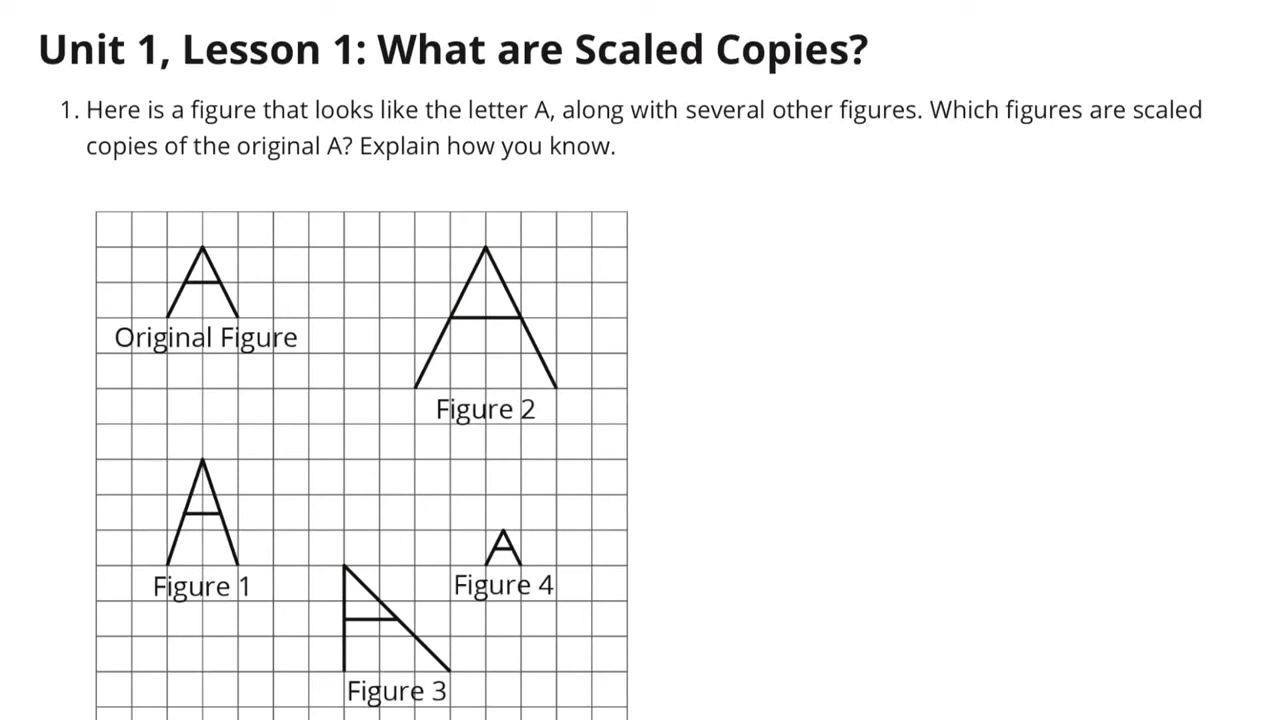 Unit 1, Lesson 1: What are Scaled Copies?
1. Here is a figure that looks like the letter A, along with several other figures. Which figures are scaled
copies of the original A? Explain how you know.
Original Figure
Figure 2
Figure 1
Figure 4
Figure 3